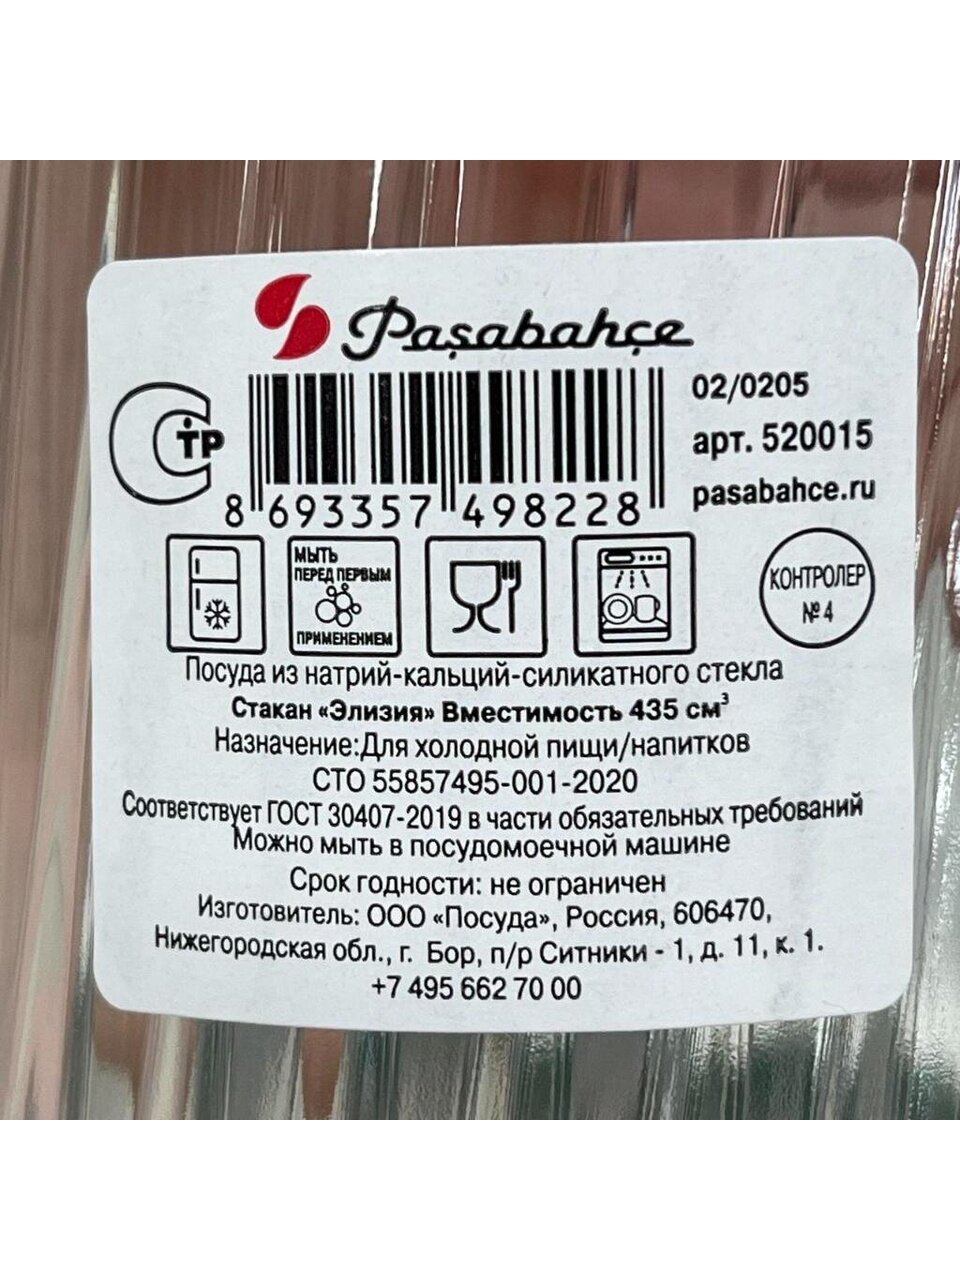 Paşabahçe
02/0205
арт. 520015
pasabahce.ru
СТР
8 693357 498228
МЫТЬ
ПЕРЕД ПЕРВЫМ
ПРИМЕНЕНИЕМ
КОНТРОЛЕР
№ 4
Посуда из натрий-кальций-силикатного стекла
Стакан «Элизия» Вместимость 435 см³
Назначение:Для холодной пищи/напитков
СТО 55857495-001-2020
Соответствует ГОСТ 30407-2019 в части обязательных требований
Можно мыть в посудомоечной машине
Срок годности: не ограничен
Изготовитель: ООО «Посуда», Россия, 606470,
Нижегородская обл., г. Бор, п/р Ситники - 1, д. 11, к. 1.
+7 495 662 70 00